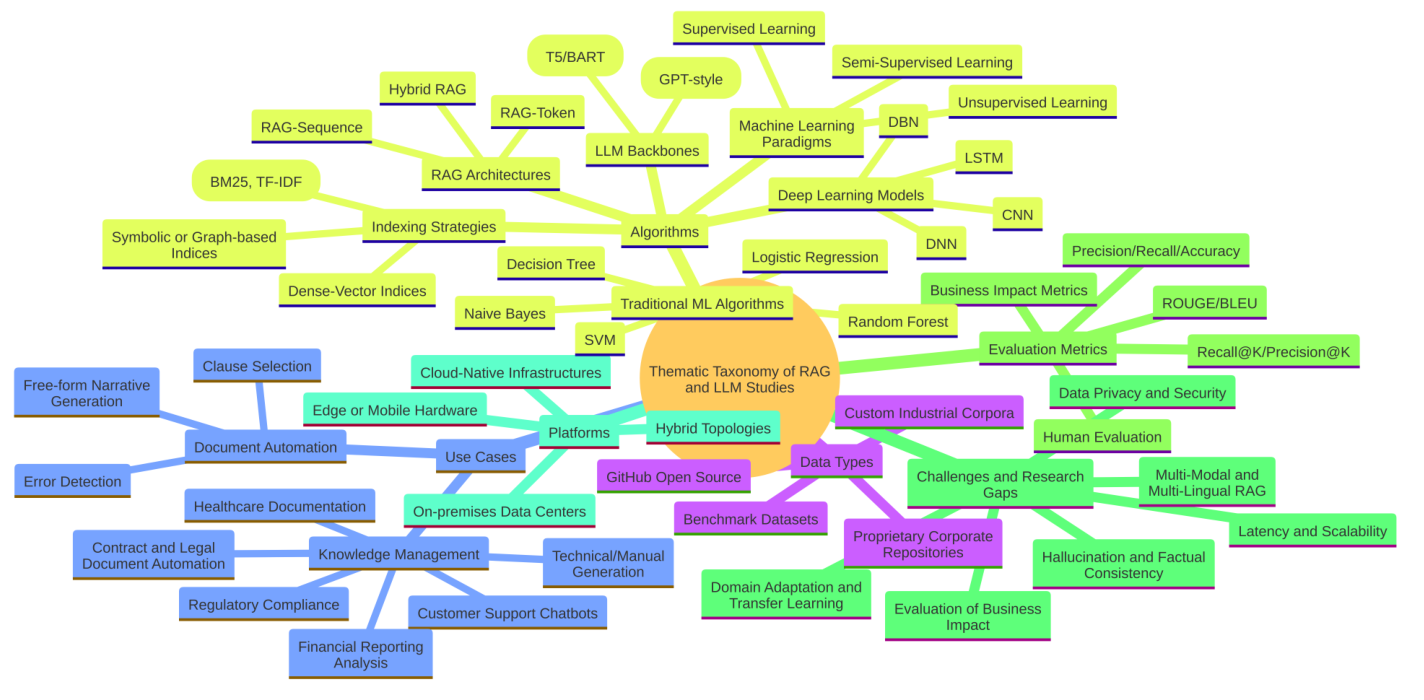 Supervised Learning
T5/BART
Semi-Supervised Learning
GPT-style
Hybrid RAG
Unsupervised Learning
RAG-Token
DBN
RAG-Sequence
Machine Learning
Paradigms
LLM Backbones
LSTM
RAG Architectures
BM25, TF-IDF
Deep Learning Models
CNN
Indexing Strategies
Algorithms
Symbolic or Graph-based
Indices
DNN
Logistic Regression
Precision/Recall/Accuracy
Decision Tree
Dense-Vector Indices
Business Impact Metrics
Traditional ML Algorithms
ROUGE/BLEU
Naive Bayes
Random Forest
SVM
Evaluation Metrics
Recall@K/Precision@K
Clause Selection
Cloud-Native Infrastructures
Thematic Taxonomy of RAG
and LLM Studies
Free-form Narrative
Generation
Data Privacy and Security
Edge or Mobile Hardware
Custom Industrial Corpora
Hybrid Topologies
Platforms
Human Evaluation
Document Automation
Use Cases
Data Types
Error Detection
GitHub Open Source
Challenges and Research
Gaps
Multi-Modal and
Multi-Lingual RAG
Healthcare Documentation
On-premises Data Centers
Benchmark Datasets
Latency and Scalability
Proprietary Corporate
Repositories
Contract and Legal
Document Automation
Knowledge Management
Technical/Manual
Generation
Hallucination and Factual
Consistency
Domain Adaptation and
Transfer Learning
Regulatory Compliance
Customer Support Chatbots
Evaluation of Business
Impact
Financial Reporting
Analysis